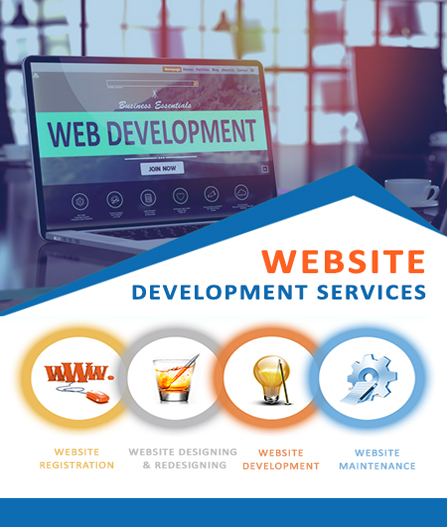 Business Essentials
WEB DEVELOPMENT
JOIN NOW
WEBSITE
DEVELOPMENT SERVICES
WWW.
WEBSITE
REGISTRATION
WEBSITE DESIGNING
& REDESIGNING
WEBSITE
DEVELOPMENT
WEBSITE
MAINTENANCE